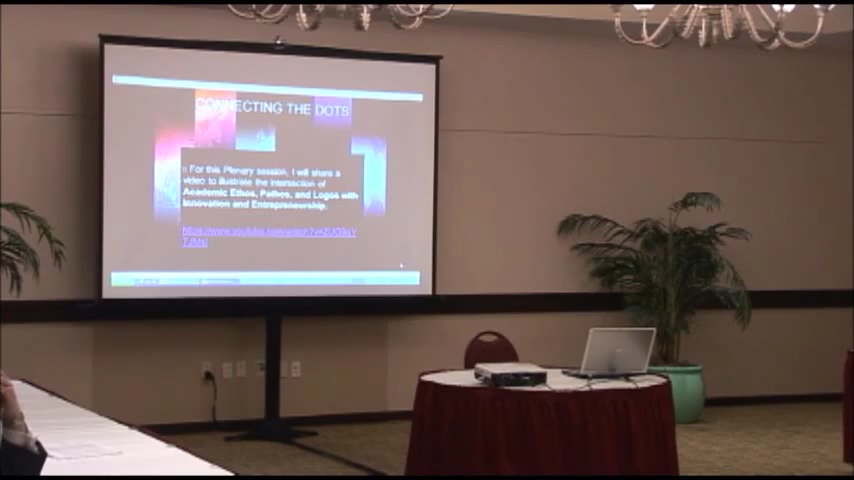 CONNECTING THE DOTS
For this Plenary session, I will share a
video to illustrate the intersection of
Academic Ethos, Pathos, and Logos with
Innovation and Entrepreneurship.